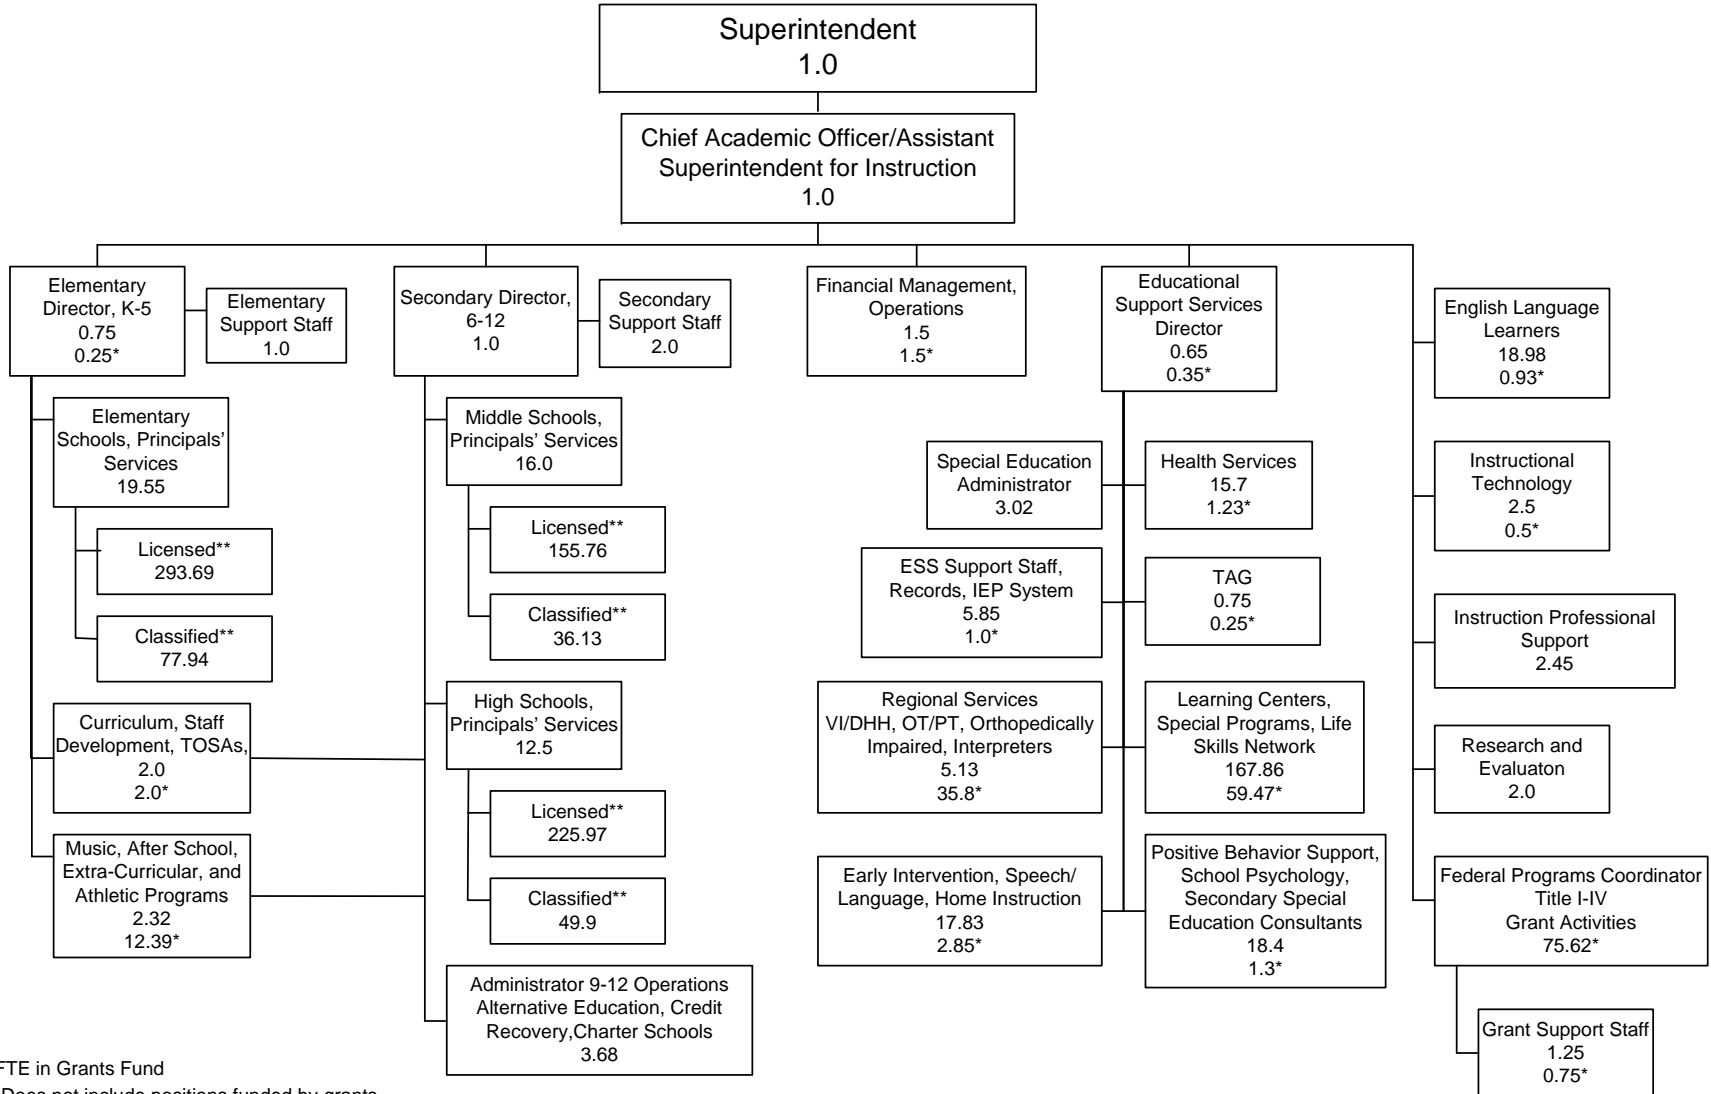 Superintendent
1.0
Chief Academic Officer/Assistant
Superintendent for Instruction
1.0
Elementary
Director, K-5
0.75
0.25*
Elementary
Support Staff
1.0
Secondary Director,
6-12
1.0
Secondary
Support Staff
2.0
Financial Management,
Operations
1.5
1.5*
Educational
Support Services
Director
0.65
0.35*
English Language
Learners
18.98
0.93*
Elementary
Schools, Principals’
Services
19.55
Licensed**
293.69
Classified**
77.94
Curriculum, Staff
Development, TOSAs,
2.0
2.0*
Music, After School,
Extra-Curricular, and
Athletic Programs
2.32
12.39*
Middle Schools,
Principals’ Services
16.0
Licensed**
155.76
Classified**
36.13
High Schools,
Principals’ Services
12.5
Licensed**
225.97
Classified**
49.9
Administrator 9-12 Operations
Alternative Education, Credit
Recovery,Charter Schools
3.68
Special Education
Administrator
3.02
Health Services
15.7
1.23*
ESS Support Staff,
Records, IEP System
5.85
1.0*
TAG
0.75
0.25*
Regional Services
VI/DHH, OT/PT, Orthopedically
Impaired, Interpreters
5.13
35.8*
Learning Centers,
Special Programs, Life
Skills Network
167.86
59.47*
Early Intervention, Speech/
Language, Home Instruction
17.83
2.85*
Positive Behavior Support,
School Psychology,
Secondary Special
Education Consultants
18.4
1.3*
Instructional
Technology
2.5
0.5*
Instruction Professional
Support
2.45
Research and
Evaluaton
2.0
Federal Programs Coordinator
Title I-IV
Grant Activities
75.62*
Grant Support Staff
1.25
0.75*
FTE in Grants Fund
Does not include positions funded by grants